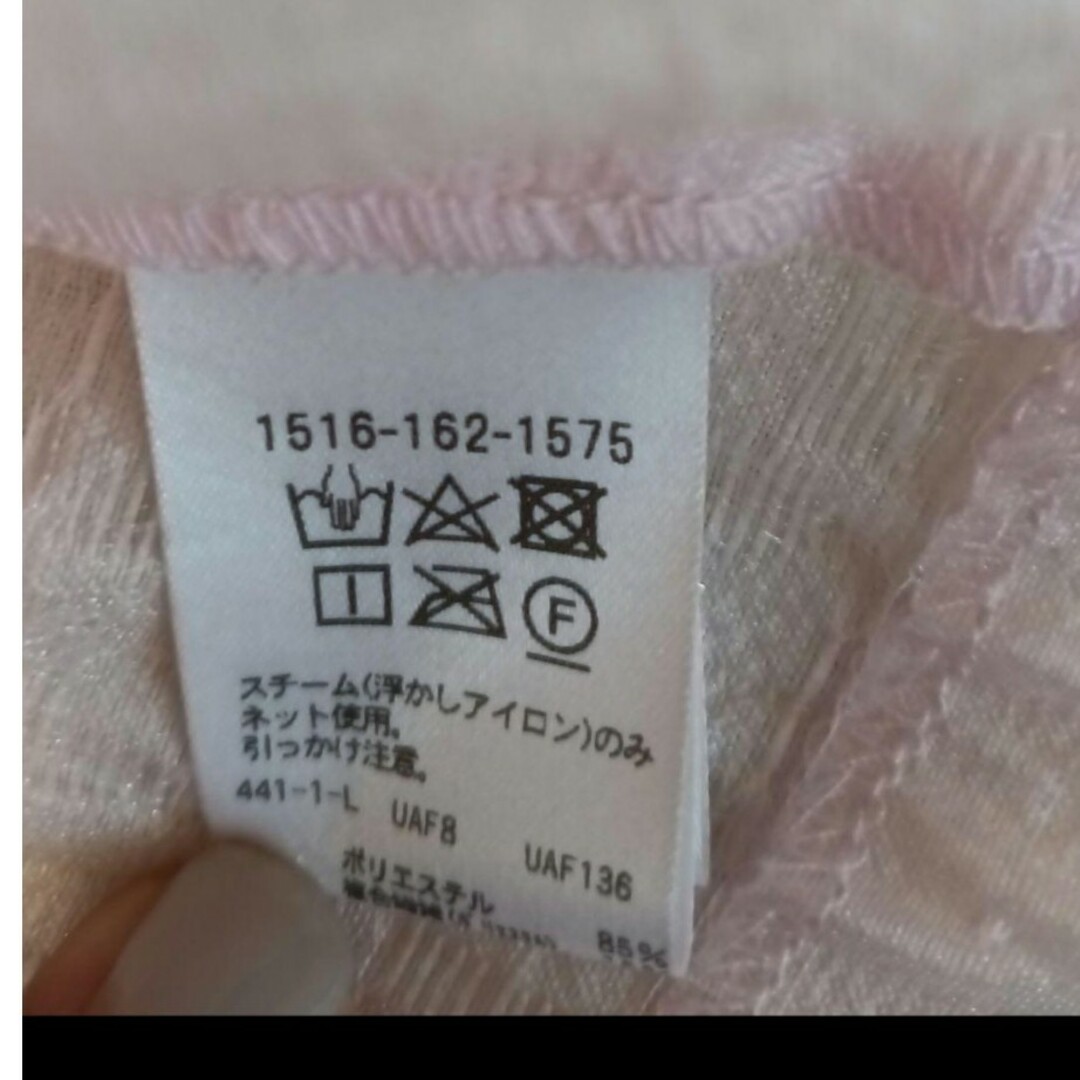 1516-162-1575
F
スチーム(浮かしアイロン)のみ
ネット使用。
引っかけ注意。
441-1-L UAF8 UAF136
ポリエステル
85%